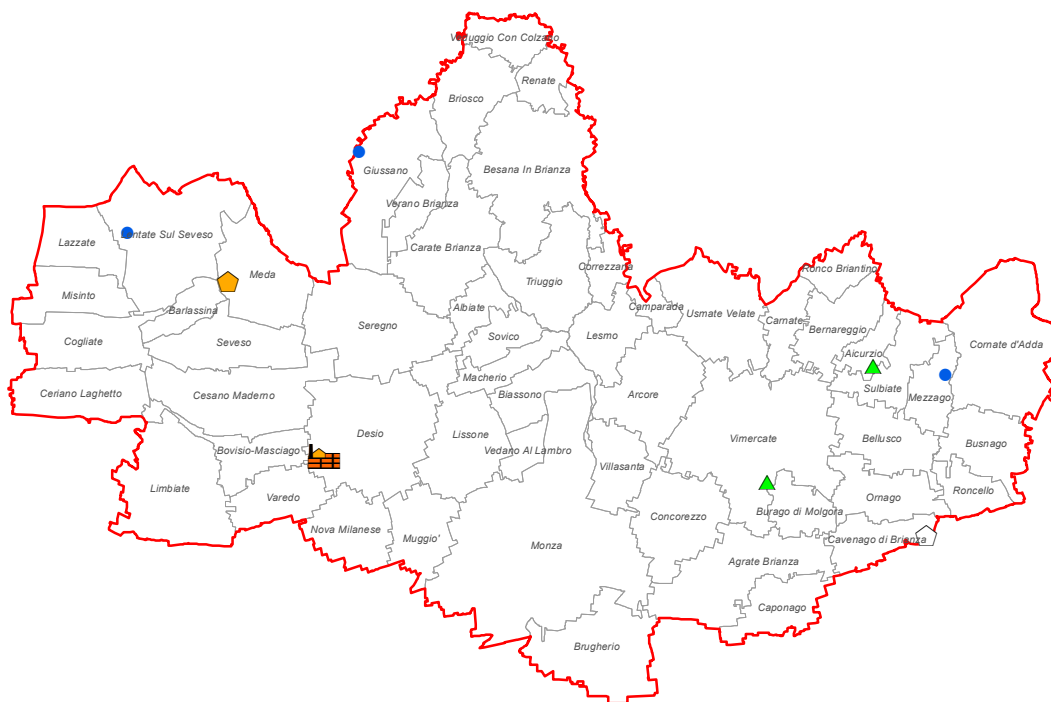 Veduggio Con Colzano
Renate
Briosco
Giussano
Besana In Brianza
Verano Brianza
Lentate Sul Seveso
Lazzate
Carate Brianza
Correzzana
Ronco Briantino
Meda
Triuggio
Misinto
Barlassina
Albiate
Camparada
Usmate Velate
Carnate
Bernareggio
Seregno
Sovico
Lesmo
Cogliate
Seveso
Cornate d'Adda
Aicurzio
Macherio
Sulbiate
Ceriano Laghetto
Cesano Maderno
Biassono
Arcore
Mezzago
Desio
Lissone
Vimercate
Bellusco
Busnago
Bovisio-Masciago
Vedano Al Lambro
Villasanta
Limbiate
Varedo
Ornago
Roncello
Concorezzo
Burago di Molgora
Nova Milanese
Muggio'
Monza
Cavenago di Brianza
Agrate Brianza
Caponago
Brugherio